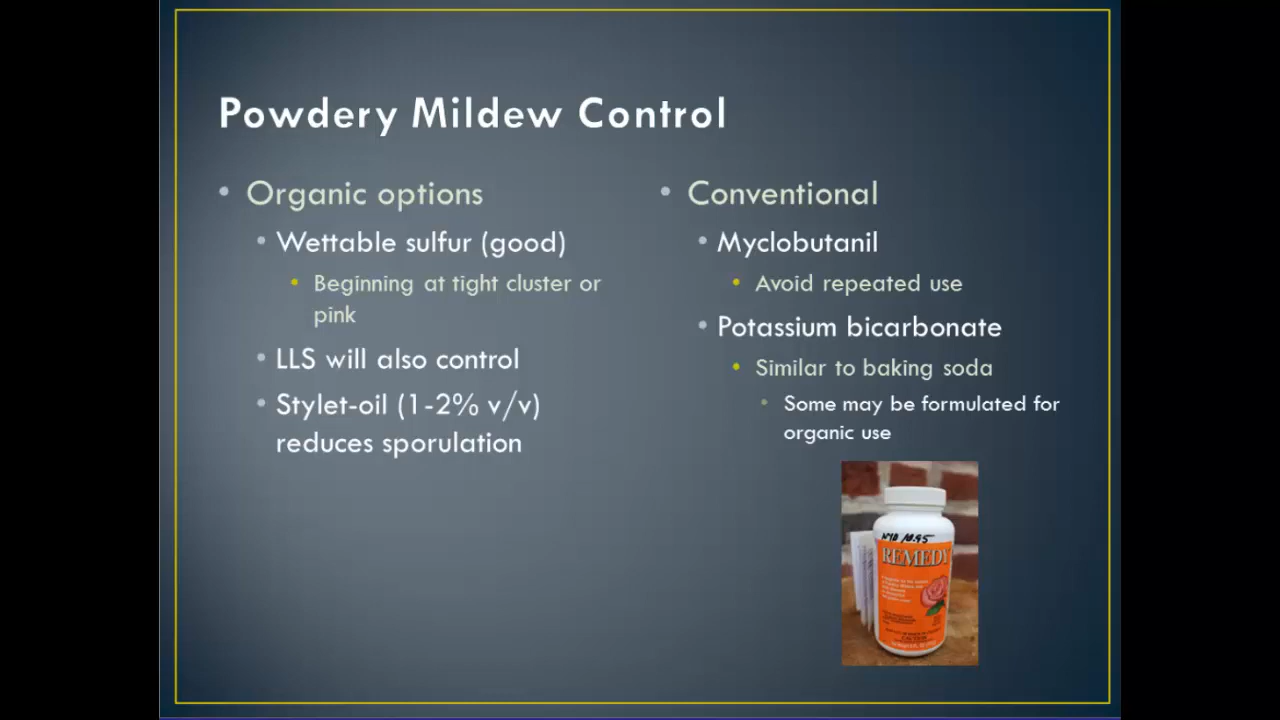 Powdery Mildew Control
• Organic options
• Wettable sulfur (good)
• Beginning at tight cluster or
pink
• LLS will also control
• Stylet-oil (1-2% v/v)
reduces sporulation
• Conventional
• Myclobutanil
• Avoid repeated use
• Potassium bicarbonate
• Similar to baking soda
• Some may be formulated for
organic use
REMEDY
CAUTION